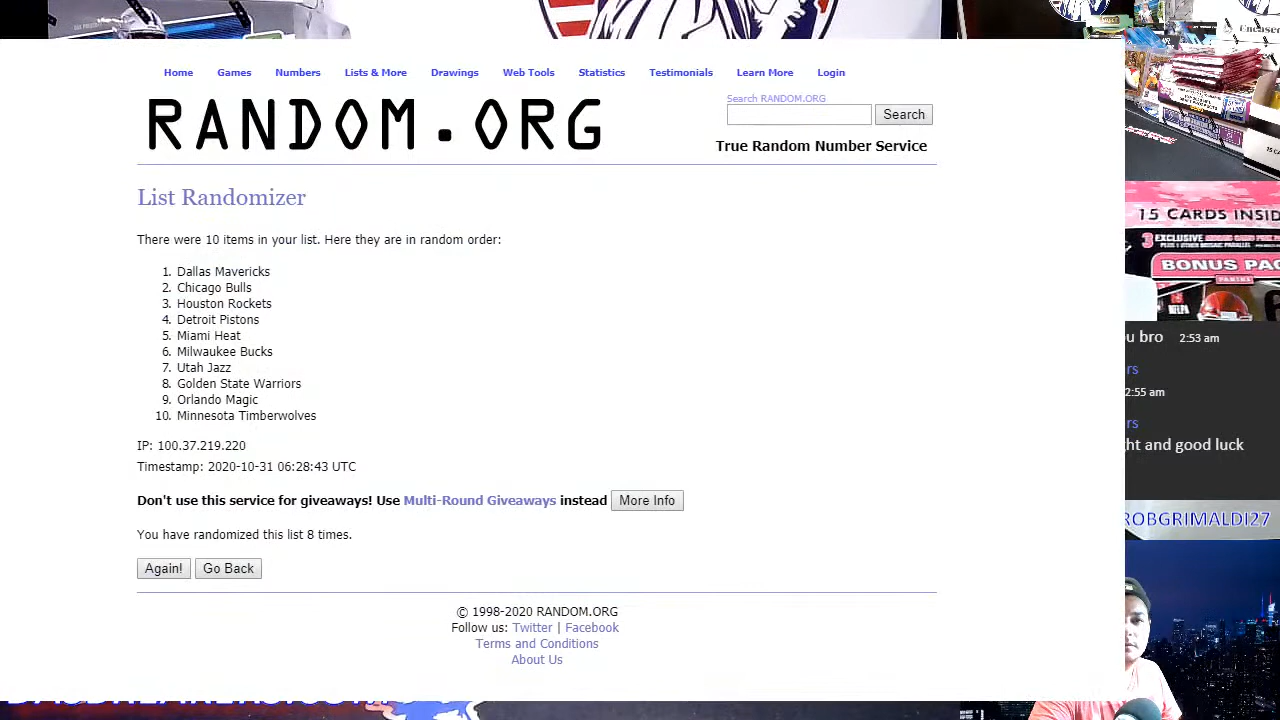 Home Games Numbers Lists & More Drawings Web Tools Statistics Testimonials Learn More Login
RANDOM.ORG
Search RANDOM.ORG
Search
True Random Number Service
List Randomizer
There were 10 items in your list. Here they are in random order:
1. Dallas Mavericks
2. Chicago Bulls
3. Houston Rockets
4. Detroit Pistons
5. Miami Heat
6. Milwaukee Bucks
7. Utah Jazz
8. Golden State Warriors
9. Orlando Magic
10. Minnesota Timberwolves
IP: 100.37.219.220
Timestamp: 2020-10-31 06:28:43 UTC
Don't use this service for giveaways! Use Multi-Round Giveaways instead More Info
You have randomized this list 8 times.
Again! Go Back
© 1998-2020 RANDOM.ORG
Follow us: Twitter | Facebook
Terms and Conditions
About Us
15 CARDS INSID
3 EXCLUSIVE
BONUS PAC
PANINI
u bro 2:53 am
rs
2:55 am
rs
ht and good luck
ROBGRIMALDI27